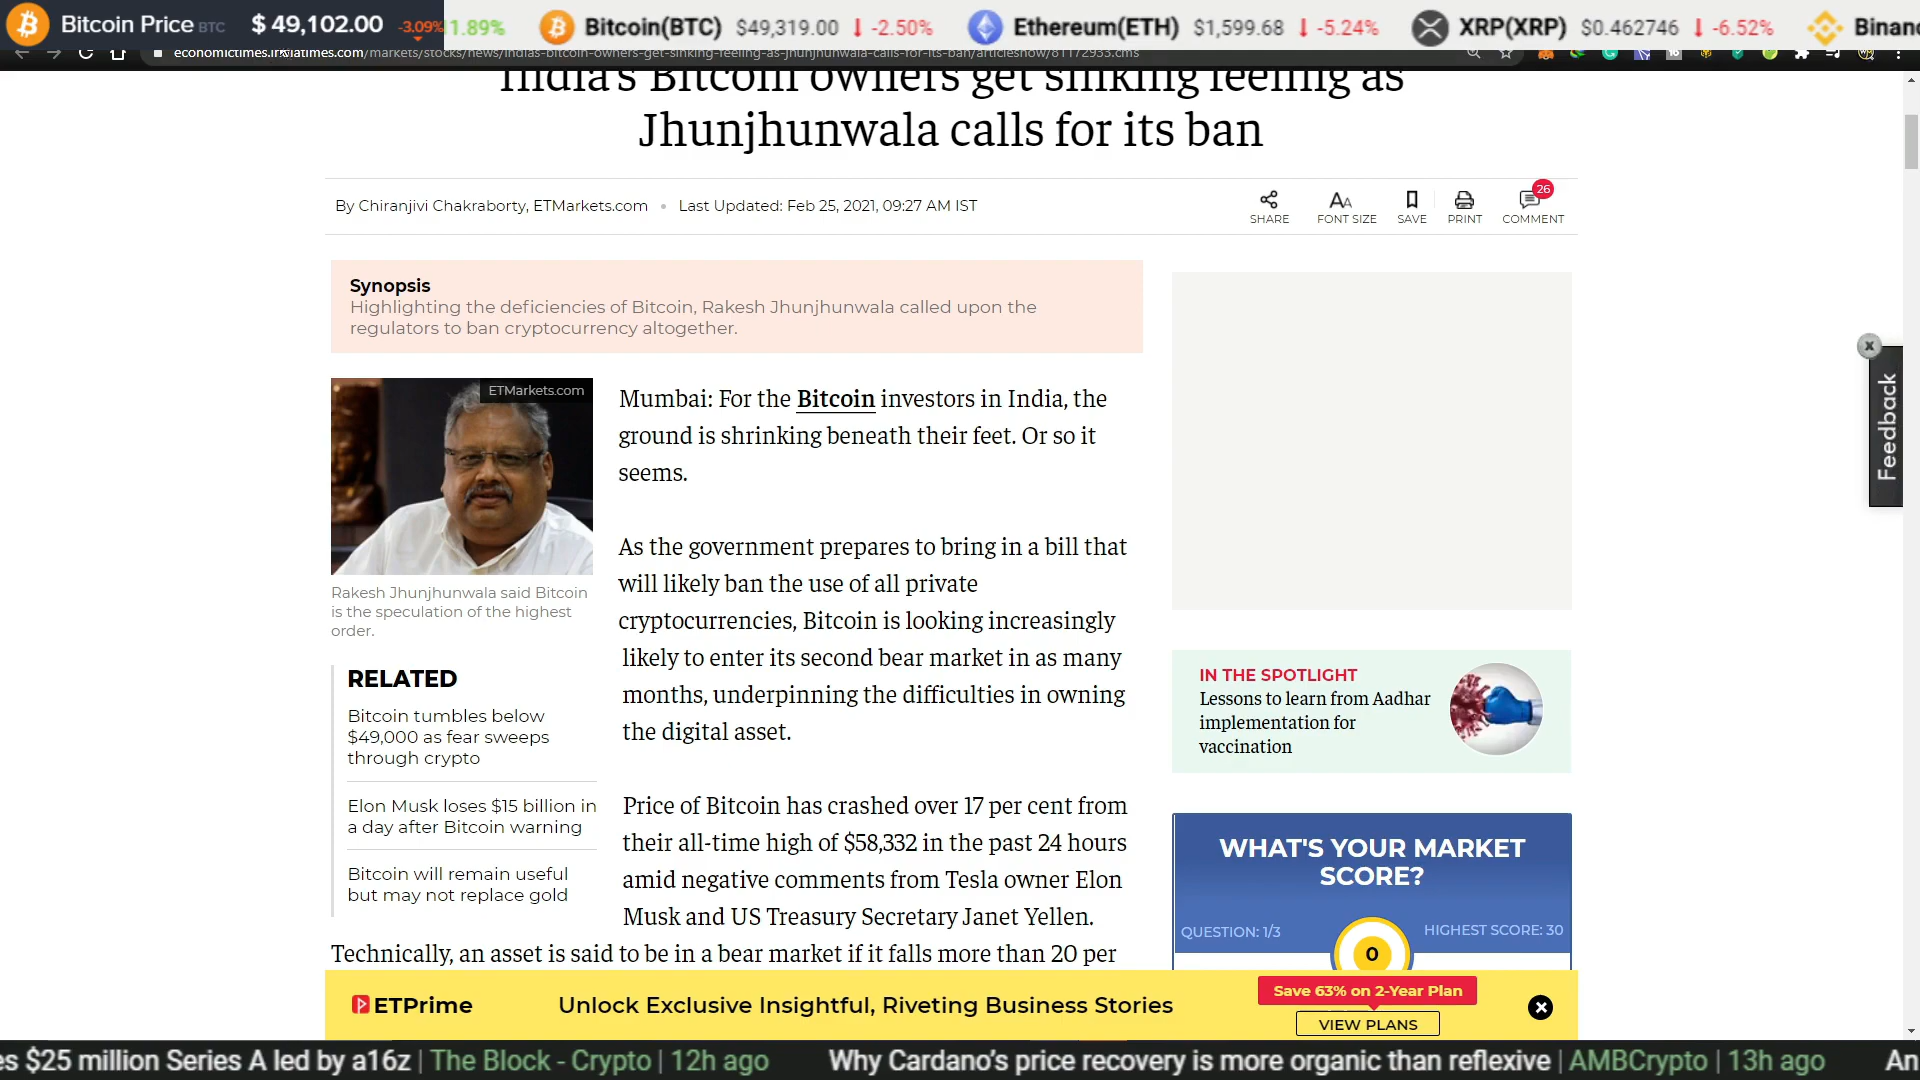 Bitcoin Price BTC $ 49,102.00 -3.09% 1.89% Bitcoin(BTC) $49,319.00 -2.50% Ethereum(ETH) $1,599.68 -5.24% XRP(XRP) $0.462746 -6.52% Binanc
economictimes.indiatimes.com/markets/stocks/news/indias-bitcoin-owners-get-sinking-feeling-as-jhunjhunwala-calls-for-its-ban/articleshow/81172933.cms
India's Bitcoin owners get sinking feeling as
Jhunjhunwala calls for its ban
By Chiranjivi Chakraborty, ETMarkets.com • Last Updated: Feb 25, 2021, 09:27 AM IST
SHARE FONT SIZE SAVE PRINT COMMENT 26
Synopsis
Highlighting the deficiencies of Bitcoin, Rakesh Jhunjhunwala called upon the
regulators to ban cryptocurrency altogether.
ETMarkets.com
Rakesh Jhunjhunwala said Bitcoin
is the speculation of the highest
order.
RELATED
Bitcoin tumbles below
$49,000 as fear sweeps
through crypto
Elon Musk loses $15 billion in
a day after Bitcoin warning
Bitcoin will remain useful
but may not replace gold
Mumbai: For the Bitcoin investors in India, the
ground is shrinking beneath their feet. Or so it
seems.
As the government prepares to bring in a bill that
will likely ban the use of all private
cryptocurrencies, Bitcoin is looking increasingly
likely to enter its second bear market in as many
months, underpinning the difficulties in owning
the digital asset.
Price of Bitcoin has crashed over 17 per cent from
their all-time high of $58,332 in the past 24 hours
amid negative comments from Tesla owner Elon
Musk and US Treasury Secretary Janet Yellen.
Technically, an asset is said to be in a bear market if it falls more than 20 per
Feedback
IN THE SPOTLIGHT
Lessons to learn from Aadhar
implementation for
vaccination
WHAT'S YOUR MARKET
SCORE?
QUESTION: 1/3 0 HIGHEST SCORE: 30
ETPrime Unlock Exclusive Insightful, Riveting Business Stories
Save 63% on 2-Year Plan
VIEW PLANS
es $25 million Series A led by a16z | The Block - Crypto | 12h ago Why Cardano's price recovery is more organic than reflexive | AMBCrypto | 13h ago An